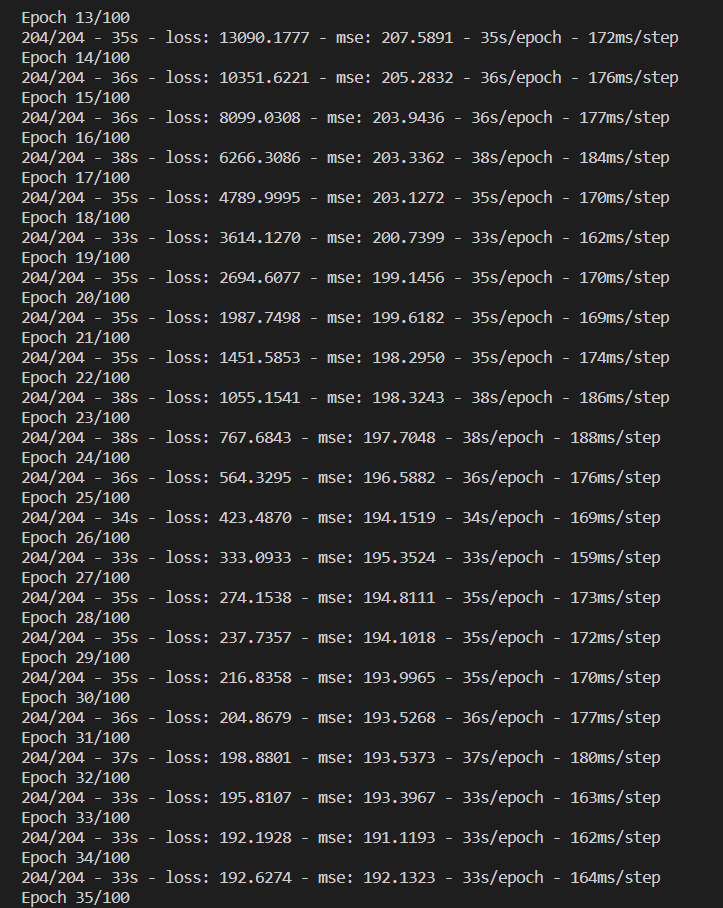 Epoch 13/100
204/204 - 35s - loss: 13090.1777 - mse: 207.5891 - 35s/epoch - 172ms/step
Epoch 14/100
204/204 - 36s - loss: 10351.6221 - mse: 205.2832 - 36s/epoch - 176ms/step
Epoch 15/100
204/204 - 36s - loss: 8099.0308 - mse: 203.9436 - 36s/epoch - 177ms/step
Epoch 16/100
204/204 - 38s - loss: 6266.3086 - mse: 203.3362 - 38s/epoch - 184ms/step
Epoch 17/100
204/204 - 35s - loss: 4789.9995 - mse: 203.1272 - 35s/epoch - 170ms/step
Epoch 18/100
204/204 - 33s - loss: 3614.1270 - mse: 200.7399 - 33s/epoch - 162ms/step
Epoch 19/100
204/204 - 35s - loss: 2694.6077 - mse: 199.1456 - 35s/epoch - 170ms/step
Epoch 20/100
204/204 - 35s - loss: 1987.7498 - mse: 199.6182 - 35s/epoch - 169ms/step
Epoch 21/100
204/204 - 35s - loss: 1451.5853 - mse: 198.2950 - 35s/epoch - 174ms/step
Epoch 22/100
204/204 - 38s - loss: 1055.1541 - mse: 198.3243 - 38s/epoch - 186ms/step
Epoch 23/100
204/204 - 38s - loss: 767.6843 - mse: 197.7048 - 38s/epoch - 188ms/step
Epoch 24/100
204/204 - 36s - loss: 564.3295 - mse: 196.5882 - 36s/epoch - 176ms/step
Epoch 25/100
204/204 - 34s - loss: 423.4870 - mse: 194.1519 - 34s/epoch - 169ms/step
Epoch 26/100
204/204 - 33s - loss: 333.0933 - mse: 195.3524 - 33s/epoch - 159ms/step
Epoch 27/100
204/204 - 35s - loss: 274.1538 - mse: 194.8111 - 35s/epoch - 173ms/step
Epoch 28/100
204/204 - 35s - loss: 237.7357 - mse: 194.1018 - 35s/epoch - 172ms/step
Epoch 29/100
204/204 - 35s - loss: 216.8358 - mse: 193.9965 - 35s/epoch - 170ms/step
Epoch 30/100
204/204 - 36s - loss: 204.8679 - mse: 193.5268 - 36s/epoch - 177ms/step
Epoch 31/100
204/204 - 37s - loss: 198.8801 - mse: 193.5373 - 37s/epoch - 180ms/step
Epoch 32/100
204/204 - 33s - loss: 195.8107 - mse: 193.3967 - 33s/epoch - 163ms/step
Epoch 33/100
204/204 - 33s - loss: 192.1928 - mse: 191.1193 - 33s/epoch - 162ms/step
Epoch 34/100
204/204 - 33s - loss: 192.6274 - mse: 192.1323 - 33s/epoch - 164ms/step
Epoch 35/100